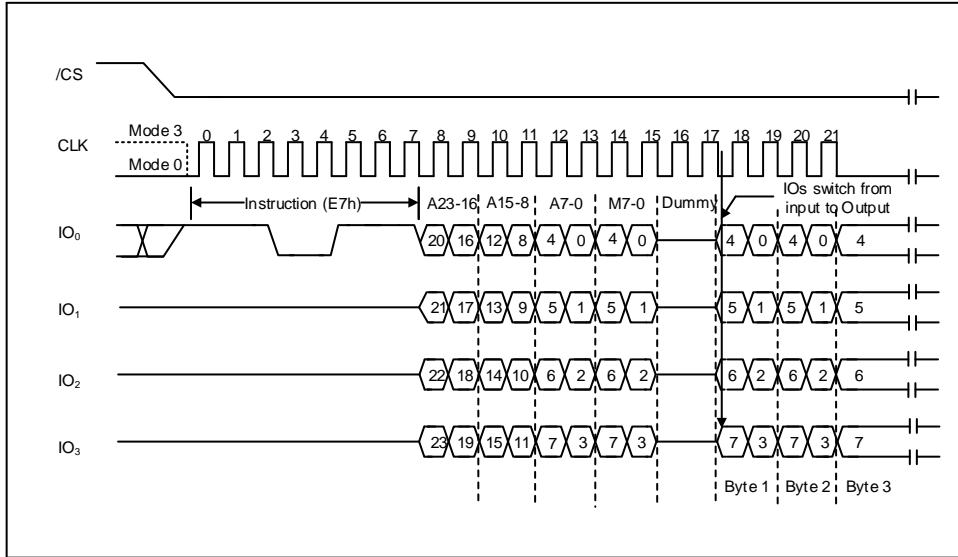 /CS
Mode 3
CLK
Mode 0
0 1 2 3 4 5 6 7 8 9 10 11 12 13 14 15 16 17 18 19 20 21
Instruction (E7h) A23-16 A15-8 A7-0 M7-0 Dummy
IOs switch from
input to Output
IO₀ 20 16 12 8 4 0 4 0 4 0 4 0 4
IO₁ 21 17 13 9 5 1 5 1 5 1 5 1 5
IO₂ 22 18 14 10 6 2 6 2 6 2 6 2 6
IO₃ 23 19 15 11 7 3 7 3 7 3 7 3 7
Byte 1 Byte 2 Byte 3